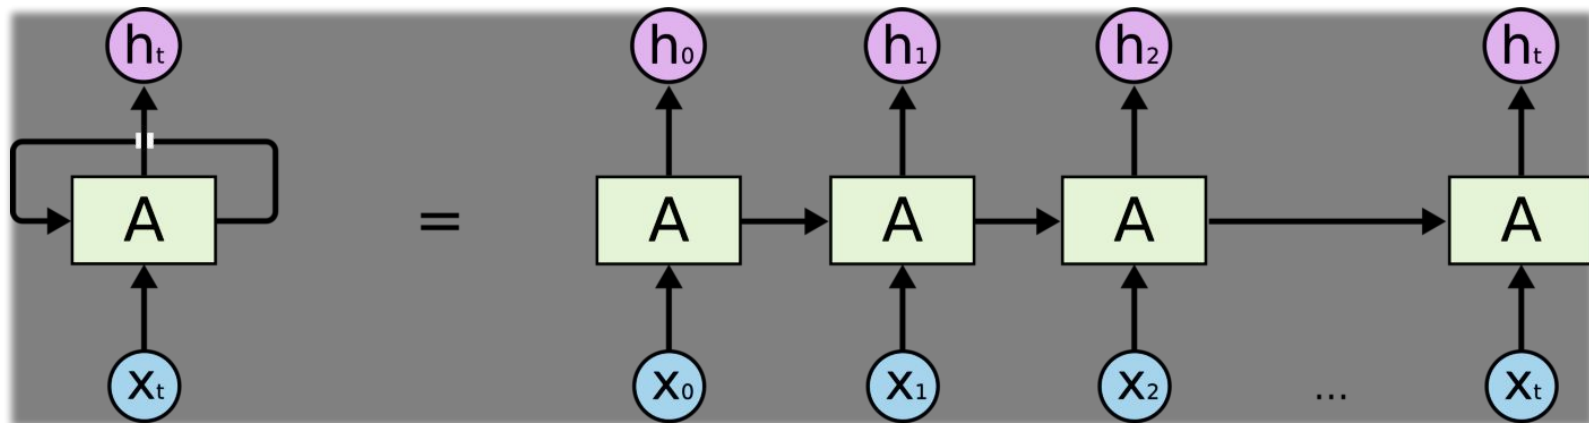 ht h0 h1 h2 ht
A = A A A A
xt x0 x1 x2 ... xt